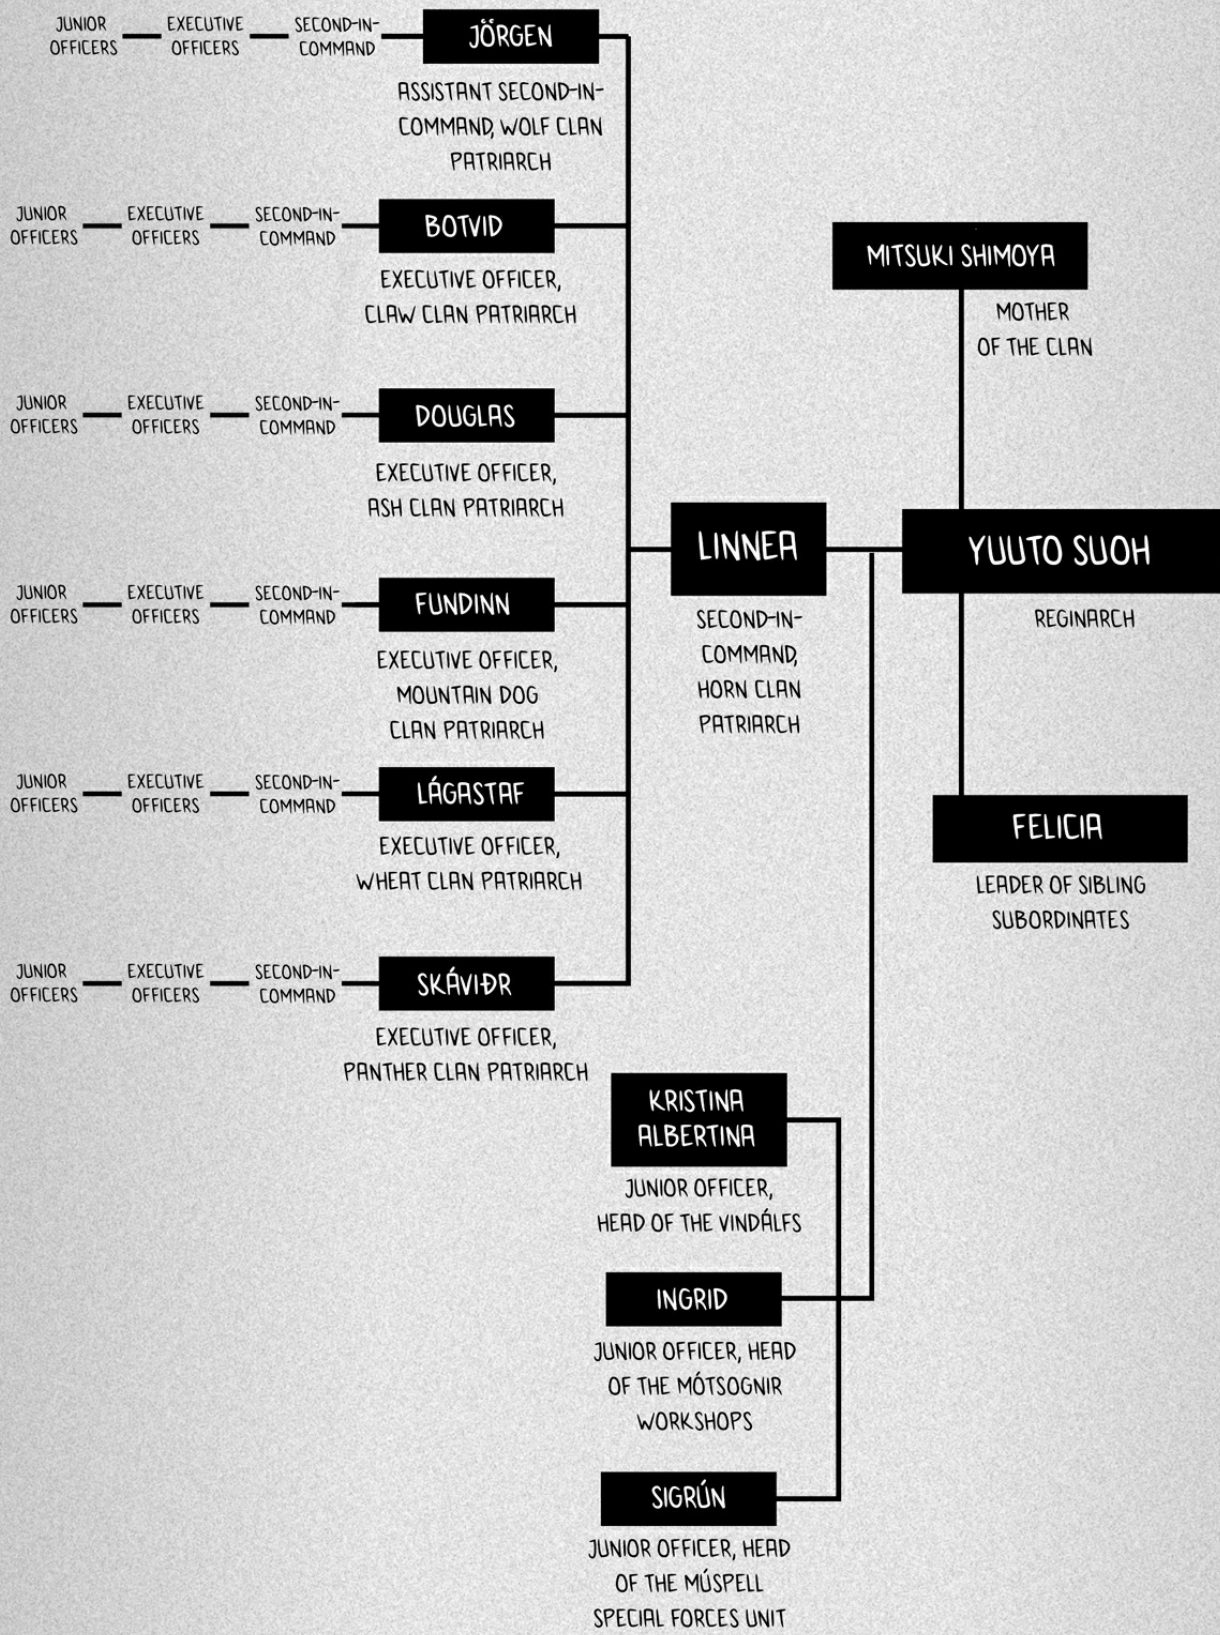 JUNIOR
OFFICERS
EXECUTIVE
OFFICERS
SECOND-IN-
COMMAND
JÖRGEN
ASSISTANT SECOND-IN-
COMMAND, WOLF CLAN
PATRIARCH
JUNIOR
OFFICERS
EXECUTIVE
OFFICERS
SECOND-IN-
COMMAND
BOTVID
EXECUTIVE OFFICER,
CLAW CLAN PATRIARCH
JUNIOR
OFFICERS
EXECUTIVE
OFFICERS
SECOND-IN-
COMMAND
DOUGLAS
EXECUTIVE OFFICER,
ASH CLAN PATRIARCH
JUNIOR
OFFICERS
EXECUTIVE
OFFICERS
SECOND-IN-
COMMAND
FUNDINN
EXECUTIVE OFFICER,
MOUNTAIN DOG
CLAN PATRIARCH
JUNIOR
OFFICERS
EXECUTIVE
OFFICERS
SECOND-IN-
COMMAND
LÁGASTAF
EXECUTIVE OFFICER,
WHEAT CLAN PATRIARCH
JUNIOR
OFFICERS
EXECUTIVE
OFFICERS
SECOND-IN-
COMMAND
SKÁVIÐR
EXECUTIVE OFFICER,
PANTHER CLAN PATRIARCH
MITSUKI SHIMOYA
MOTHER
OF THE CLAN
LINNEA
SECOND-IN-
COMMAND,
HORN CLAN
PATRIARCH
YUUTO SUOH
REGINARCH
FELICIA
LEADER OF SIBLING
SUBORDINATES
KRISTINA
ALBERTINA
JUNIOR OFFICER,
HEAD OF THE VINDÁLFS
INGRID
JUNIOR OFFICER, HEAD
OF THE MÓTSOGNIR
WORKSHOPS
SIGRÚN
JUNIOR OFFICER, HEAD
OF THE MÚSPELL
SPECIAL FORCES UNIT